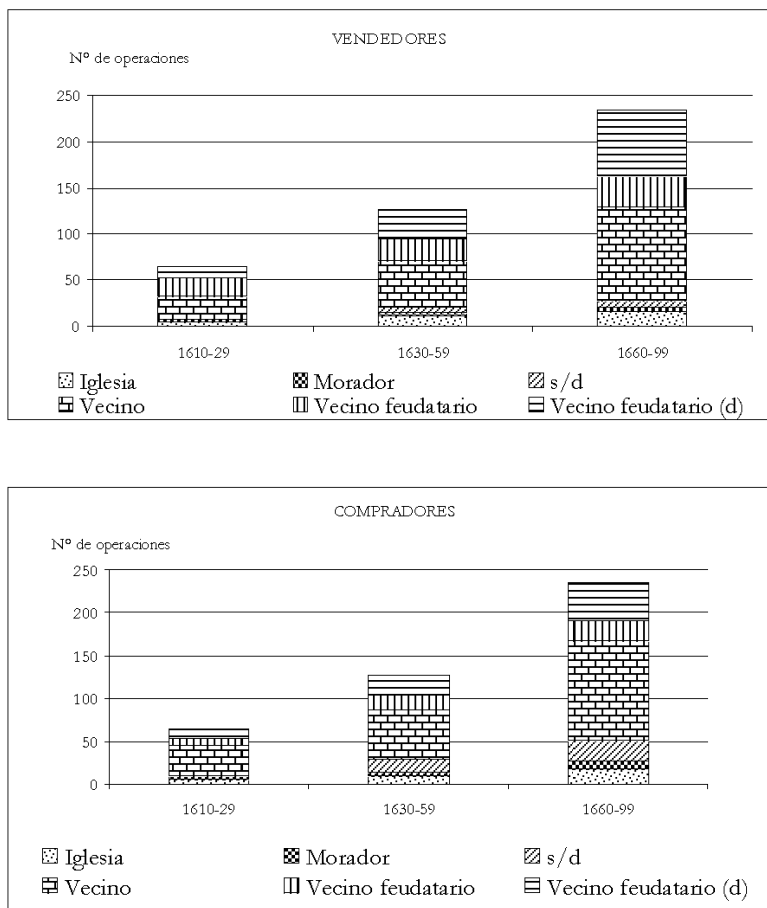 VENDEDORES
Nº de operaciones
250
200
150
100
50
0
1610-29 1630-59 1660-99
Iglesia Morador s/d
Vecino Vecino feudatario Vecino feudatario (d)
COMPRADORES
Nº de operaciones
250
200
150
100
50
0
1610-29 1630-59 1660-99
Iglesia Morador s/d
Vecino Vecino feudatario Vecino feudatario (d)